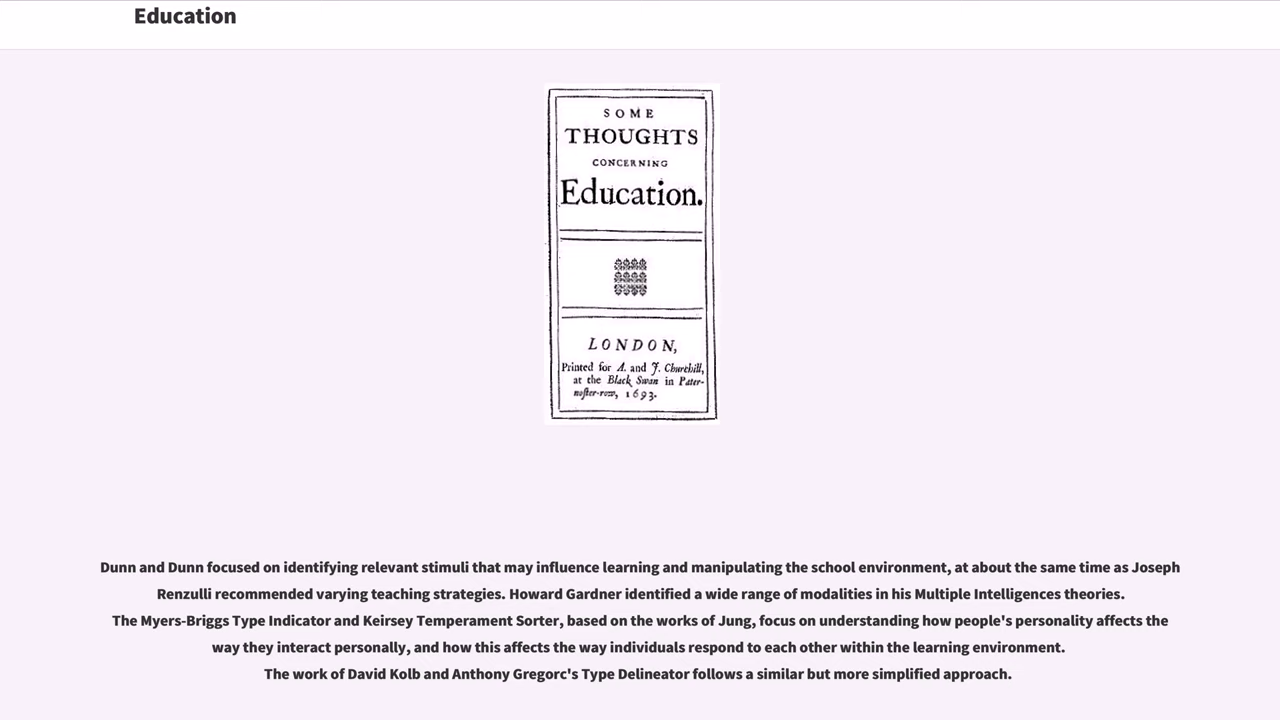 Education
SOME
THOUGHTS
CONCERNING
Education.
LONDON,
Printed for A. and J. Churchill,
at the Black Swan in Pater-
noſter-row, 1693.
Dunn and Dunn focused on identifying relevant stimuli that may influence learning and manipulating the school environment, at about the same time as Joseph
Renzulli recommended varying teaching strategies. Howard Gardner identified a wide range of modalities in his Multiple Intelligences theories.
The Myers-Briggs Type Indicator and Keirsey Temperament Sorter, based on the works of Jung, focus on understanding how people's personality affects the
way they interact personally, and how this affects the way individuals respond to each other within the learning environment.
The work of David Kolb and Anthony Gregorc's Type Delineator follows a similar but more simplified approach.